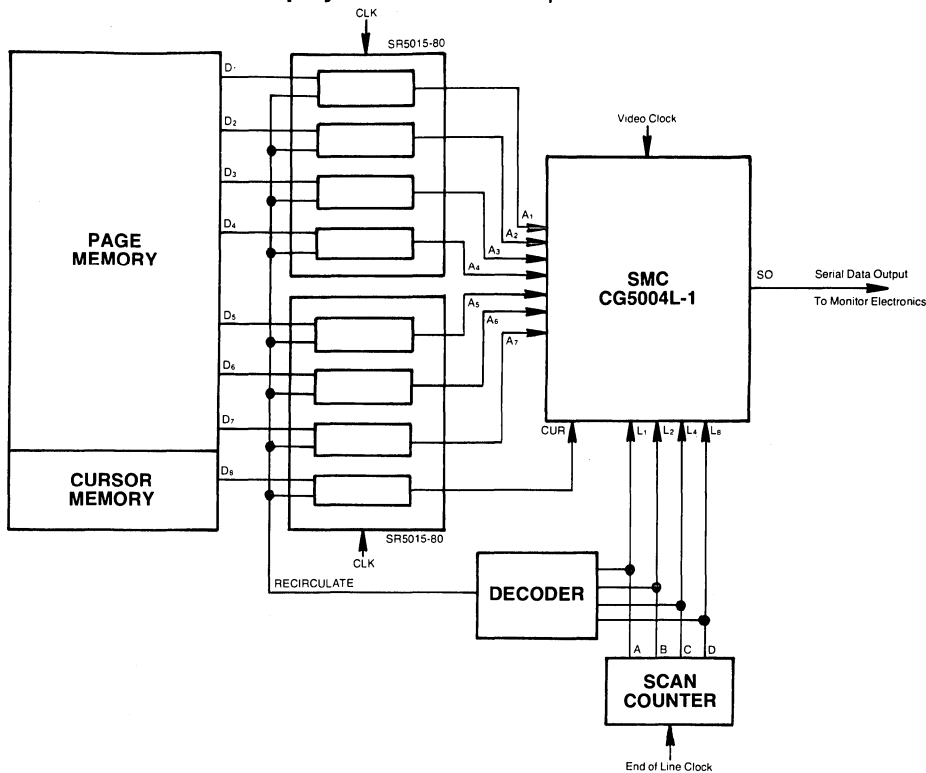 CLK
SR5015-80
D₁
D₂
D₃
D₄
PAGE
MEMORY
D₅
D₆
D₇
D₈
CURSOR
MEMORY
Video Clock
A₁
A₂
A₃
A₄
A₅
A₆
A₇
SMC
CG5004L-1
SO
Serial Data Output
To Monitor Electronics
CUR
L₁
L₂
L₄
L₈
SR5015-80
CLK
RECIRCULATE
DECODER
A
B
C
D
SCAN
COUNTER
End of Line Clock